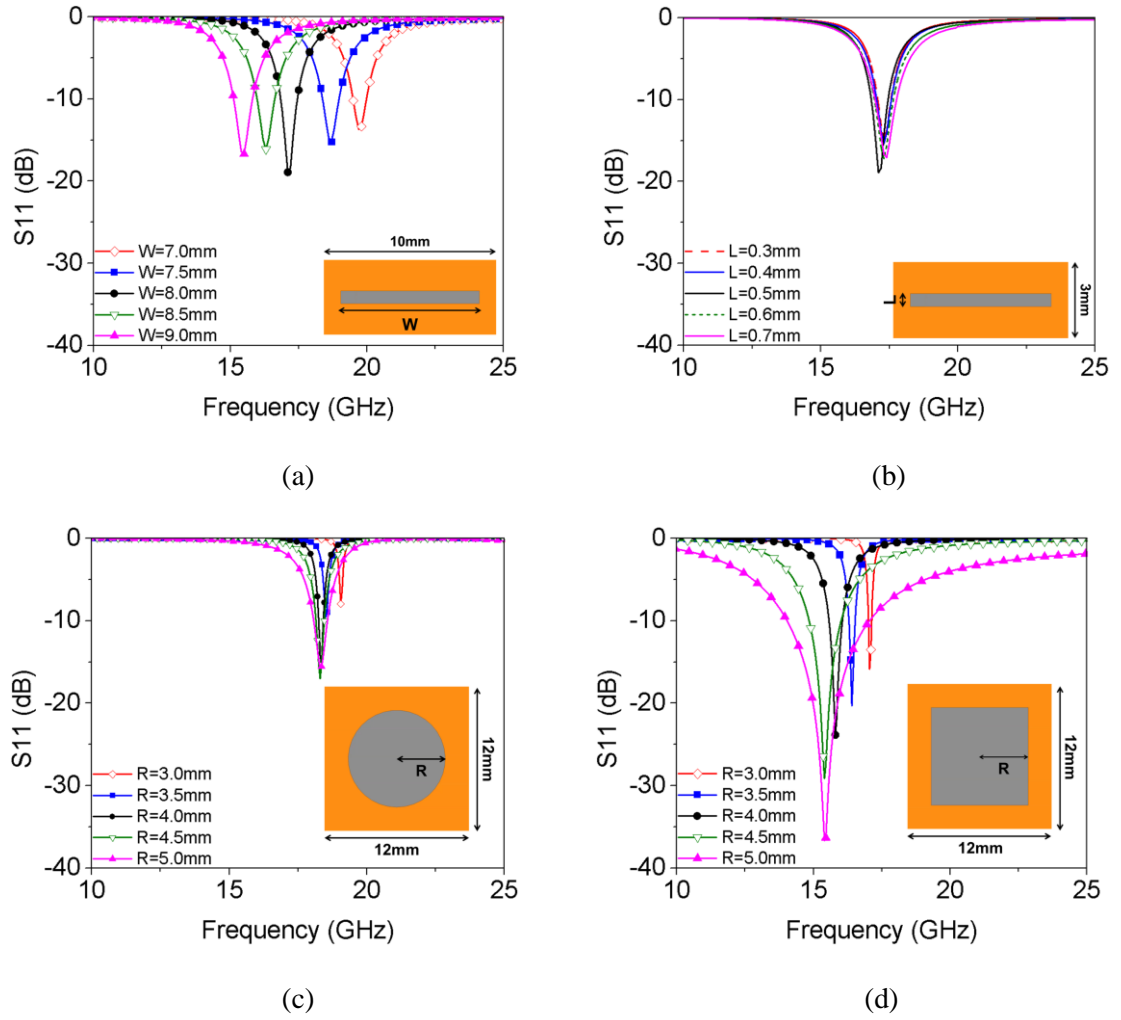 0
-10
-20
-30
-40
S11 (dB)
W=7.0mm
W=7.5mm
W=8.0mm
W=8.5mm
W=9.0mm
10mm
W
10 15 20 25
Frequency (GHz)
(a)
0
-10
-20
-30
-40
S11 (dB)
L=0.3mm
L=0.4mm
L=0.5mm
L=0.6mm
L=0.7mm
L
3mm
10 15 20 25
Frequency (GHz)
(b)
0
-10
-20
-30
-40
S11 (dB)
R=3.0mm
R=3.5mm
R=4.0mm
R=4.5mm
R=5.0mm
R
12mm
12mm
10 15 20 25
Frequency (GHz)
(c)
0
-10
-20
-30
-40
S11 (dB)
R=3.0mm
R=3.5mm
R=4.0mm
R=4.5mm
R=5.0mm
R
12mm
12mm
10 15 20 25
Frequency (GHz)
(d)